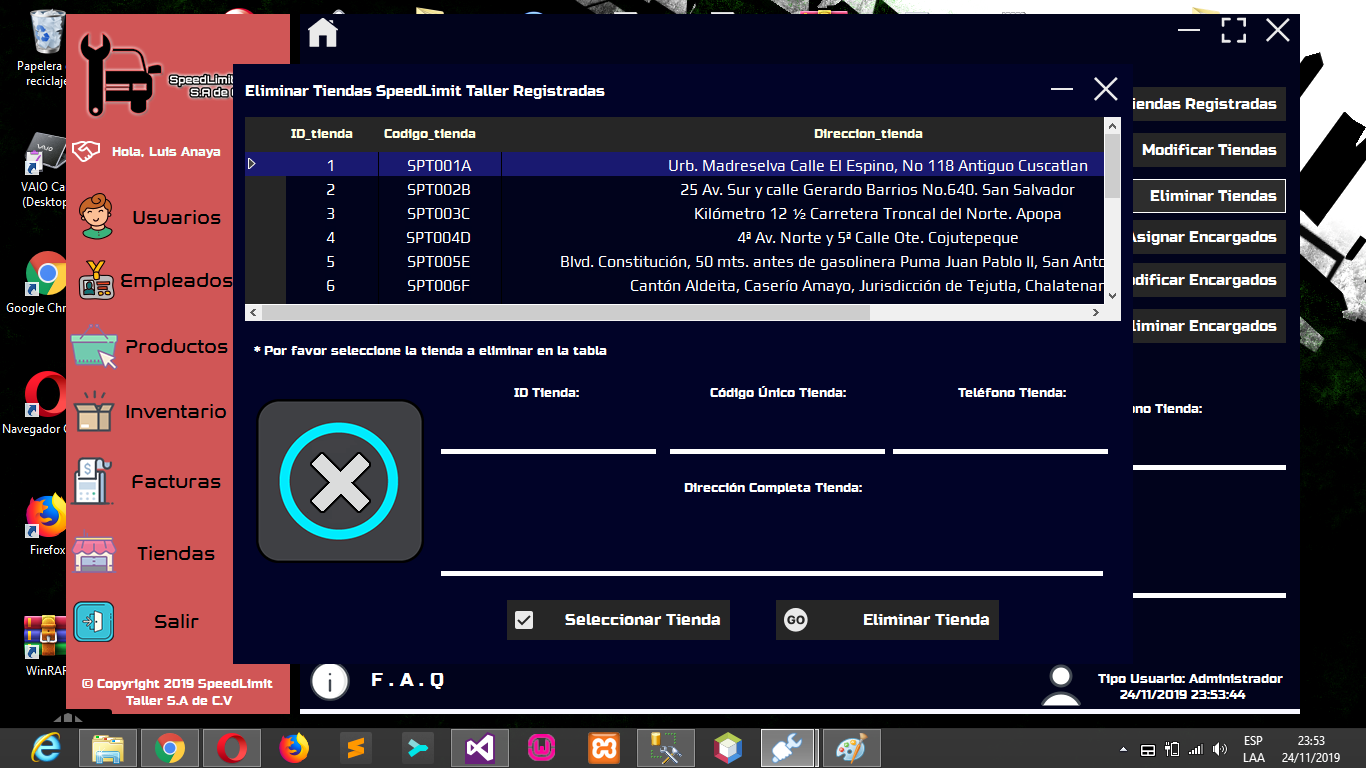 Papelera
reciclaje
VAIO Ca
(Desktop
Google Chr
Navegador
Firefox
WinRAR
SpeedLimit
S.A de C
Hola, Luis Anaya
Usuarios
Empleados
Productos
Inventario
Facturas
Tiendas
Salir
© Copyright 2019 SpeedLimit
Taller S.A de C.V
Eliminar Tiendas SpeedLimit Taller Registradas
ID_tienda Codigo_tienda Direccion_tienda
1 SPT001A Urb. Madreselva Calle El Espino, No 118 Antiguo Cuscatlan
2 SPT002B 25 Av. Sur y calle Gerardo Barrios No.640. San Salvador
3 SPT003C Kilómetro 12 ½ Carretera Troncal del Norte. Apopa
4 SPT004D 4ª Av. Norte y 5ª Calle Ote. Cojutepeque
5 SPT005E Blvd. Constitución, 50 mts. antes de gasolinera Puma Juan Pablo II, San Anto
6 SPT006F Cantón Aldeita, Caserío Amayo, Jurisdicción de Tejutla, Chalatenan
* Por favor seleccione la tienda a eliminar en la tabla
ID Tienda: Código Único Tienda: Teléfono Tienda:
Dirección Completa Tienda:
Seleccionar Tienda
GO Eliminar Tienda
iendas Registradas
Modificar Tiendas
Eliminar Tiendas
Asignar Encargados
odificar Encargados
liminar Encargados
ono Tienda:
i F . A . Q
Tipo Usuario: Administrador
24/11/2019 23:53:44
ESP
LAA
23:53
24/11/2019